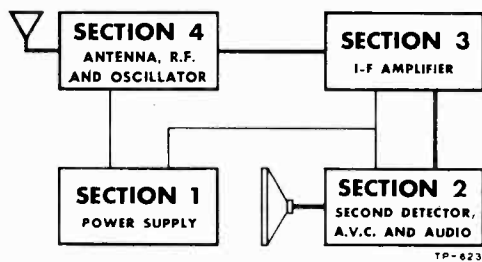 SECTION 4
ANTENNA, R.F.
AND OSCILLATOR
SECTION 3
I-F AMPLIFIER
SECTION 1
POWER SUPPLY
SECTION 2
SECOND DETECTOR,
A.V.C. AND AUDIO
TP-623